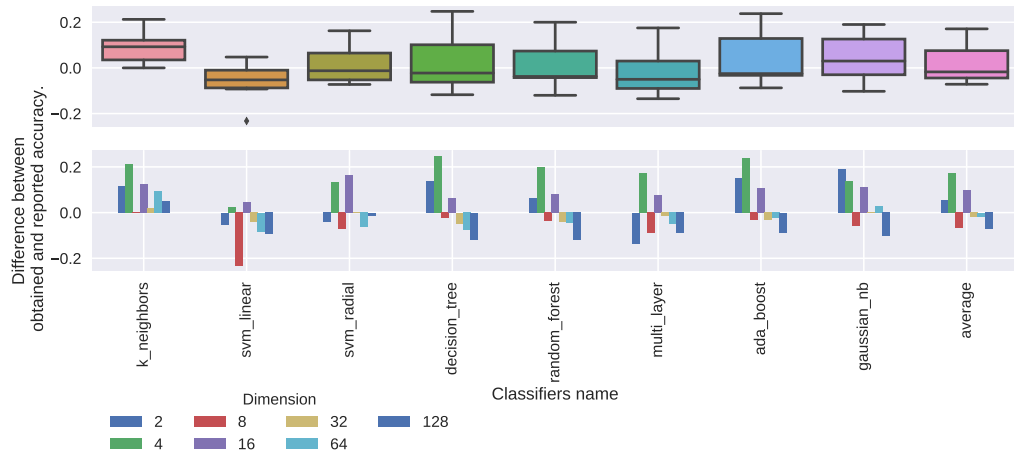 Difference between
obtained and reported accuracy.
0.2
0.0
−0.2
0.2
0.0
−0.2
k_neighbors
svm_linear
svm_radial
decision_tree
random_forest
multi_layer
ada_boost
gaussian_nb
average
Classifiers name
Dimension
2 8 32 128
4 16 64